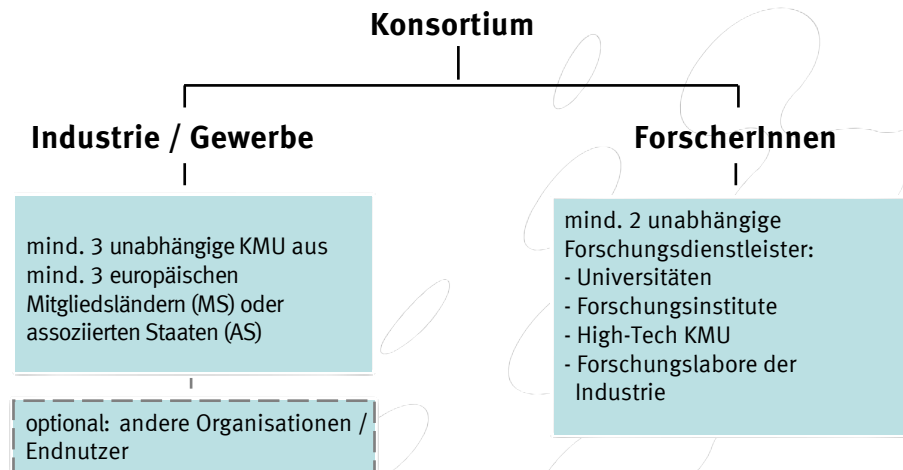 Konsortium
Industrie / Gewerbe
ForscherInnen
mind. 3 unabhängige KMU aus
mind. 3 europäischen
Mitgliedsländern (MS) oder
assoziierten Staaten (AS)
optional: andere Organisationen /
Endnutzer
mind. 2 unabhängige
Forschungsdienstleister:
- Universitäten
- Forschungsinstitute
- High-Tech KMU
- Forschungslabore der
Industrie